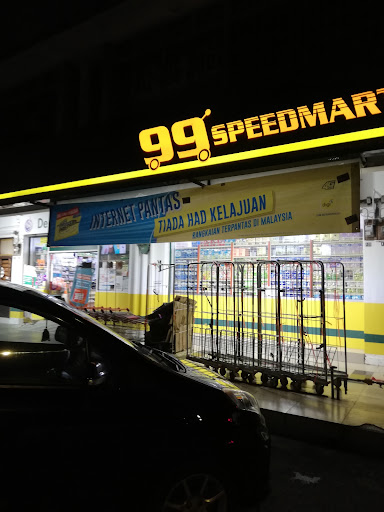 99 SPEEDMART
INTERNET PANTAS
TIADA HAD KELAJUAN
RANGKAIAN TERPANTAS DI MALAYSIA